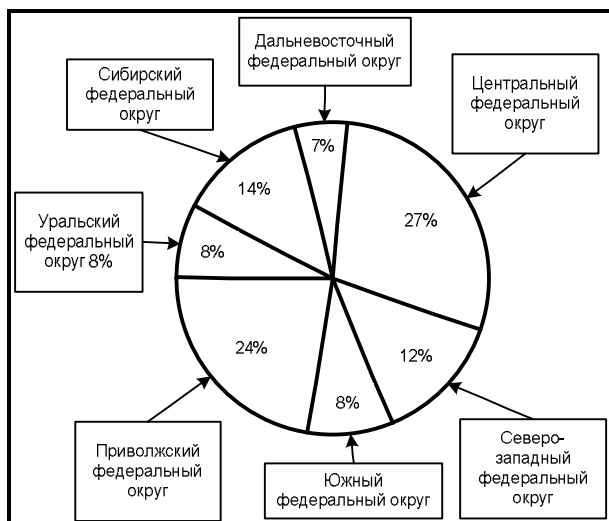 Дальневосточный
федеральный округ
Сибирский
федеральный
округ
Центральный
федеральный
округ
7%
14%
27%
Уральский
федеральный
округ 8%
8%
24%
12%
8%
Приволжский
федеральный
округ
Южный
федеральный округ
Северо-
западный
федеральный
округ